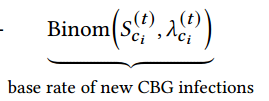 - Binom(S_{c_i}^{(t)}, λ_{c_i}^{(t)})
base rate of new CBG infections